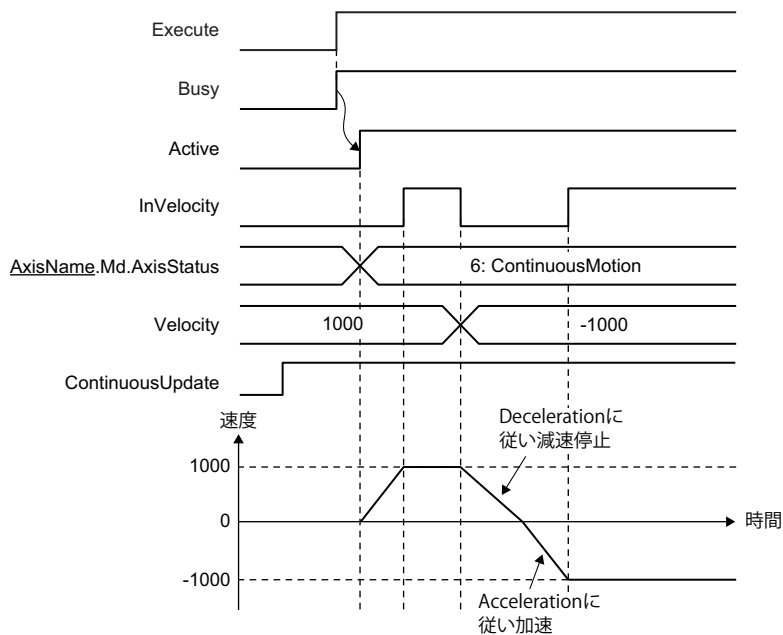 Execute
Busy
Active
InVelocity
AxisName.Md.AxisStatus
6: ContinuousMotion
Velocity
1000
-1000
ContinuousUpdate
速度
Decelerationに
従い減速停止
1000
0
時間
-1000
Accelerationに
従い加速